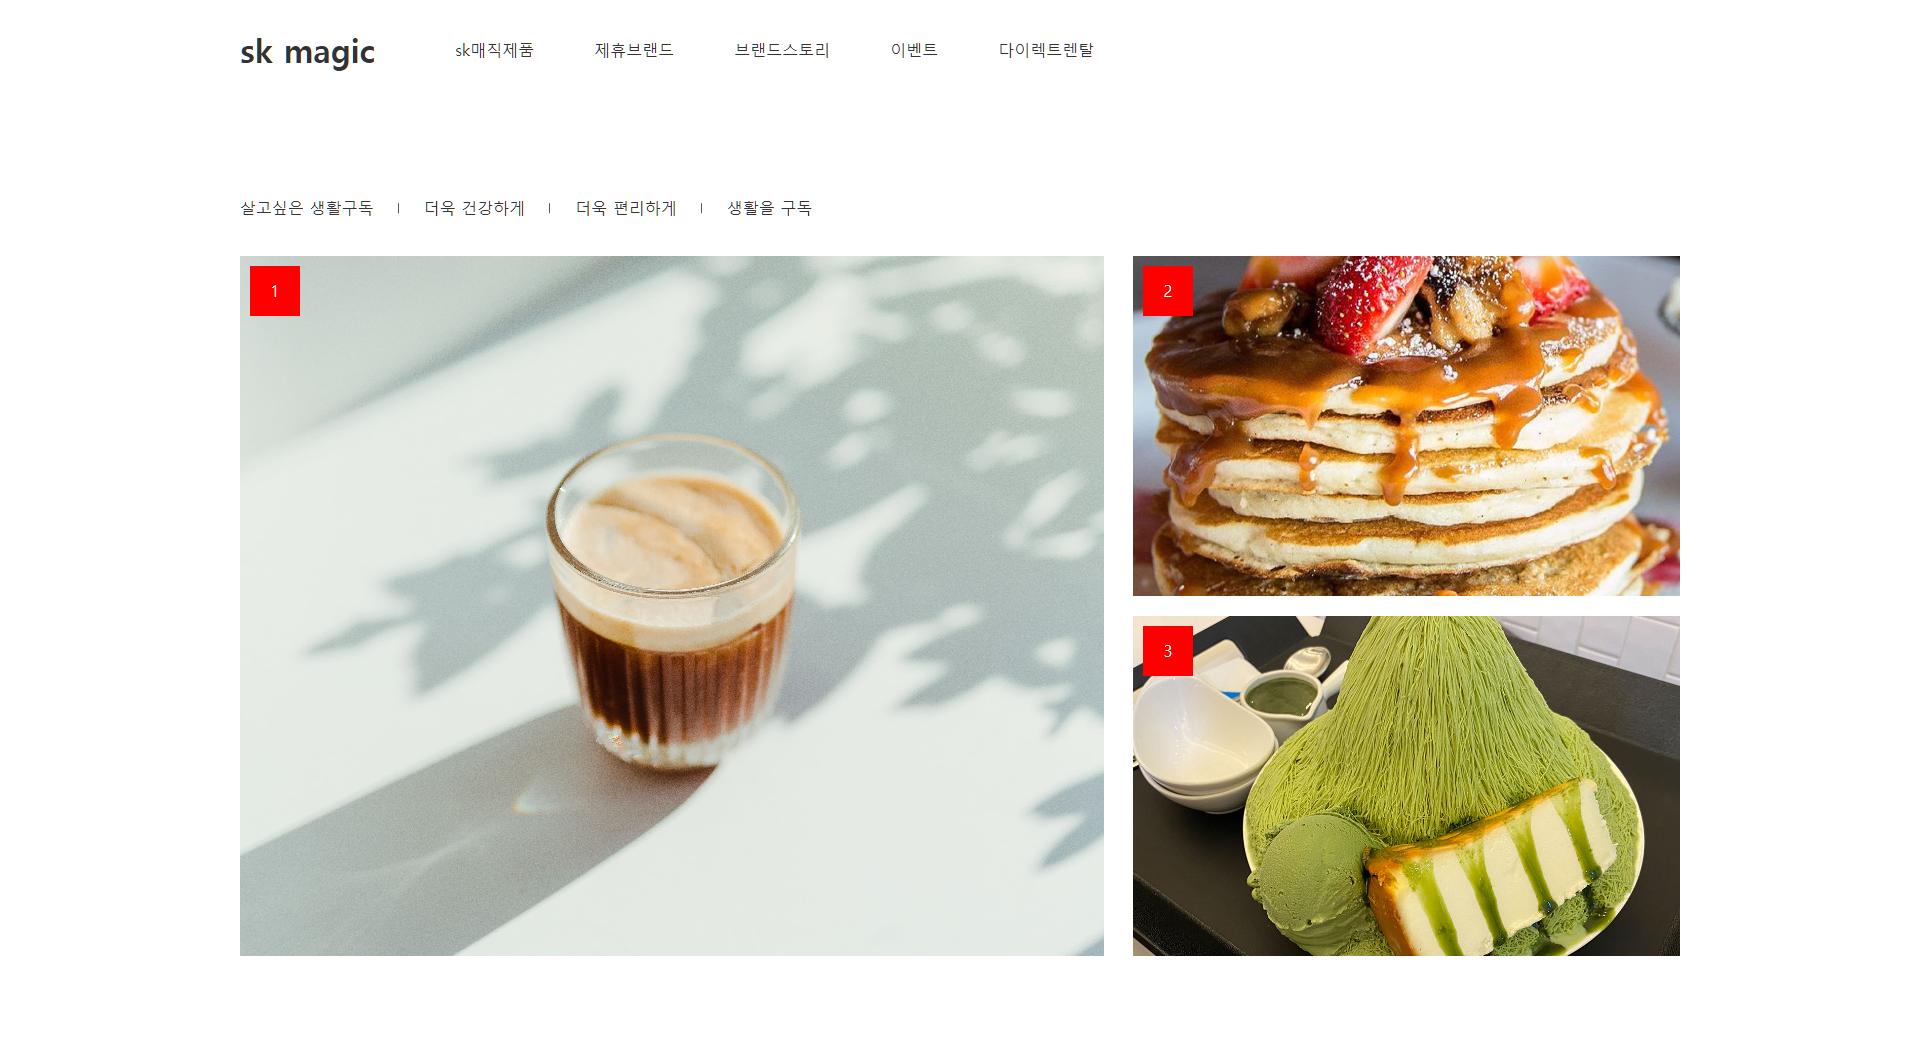 sk magic sk매직제품 제휴브랜드 브랜드스토리 이벤트 다이렉트렌탈
살고싶은 생활구독 더욱 건강하게 더욱 편리하게 생활을 구독
1
2
3